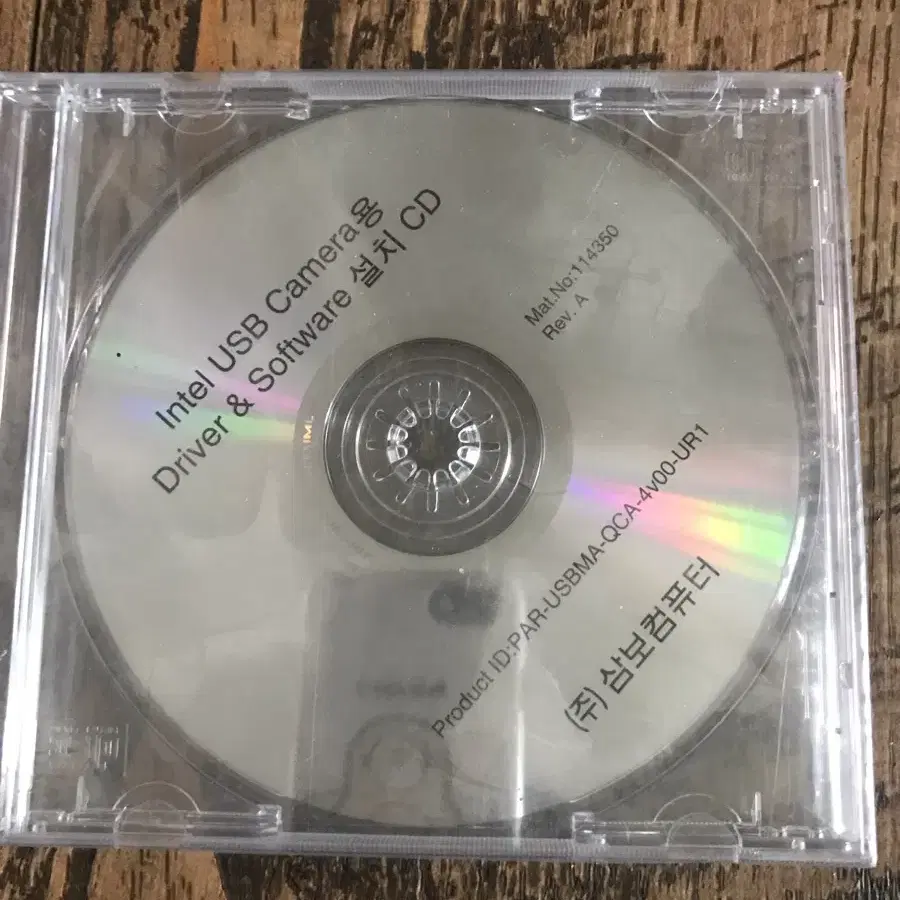 Intel USB Camera용
Driver & Software 설치 CD
Mat.No:114350
Rev. A
Product ID:PAR-USBMA-QCA-4v00-UR1
(주) 삼보컴퓨터